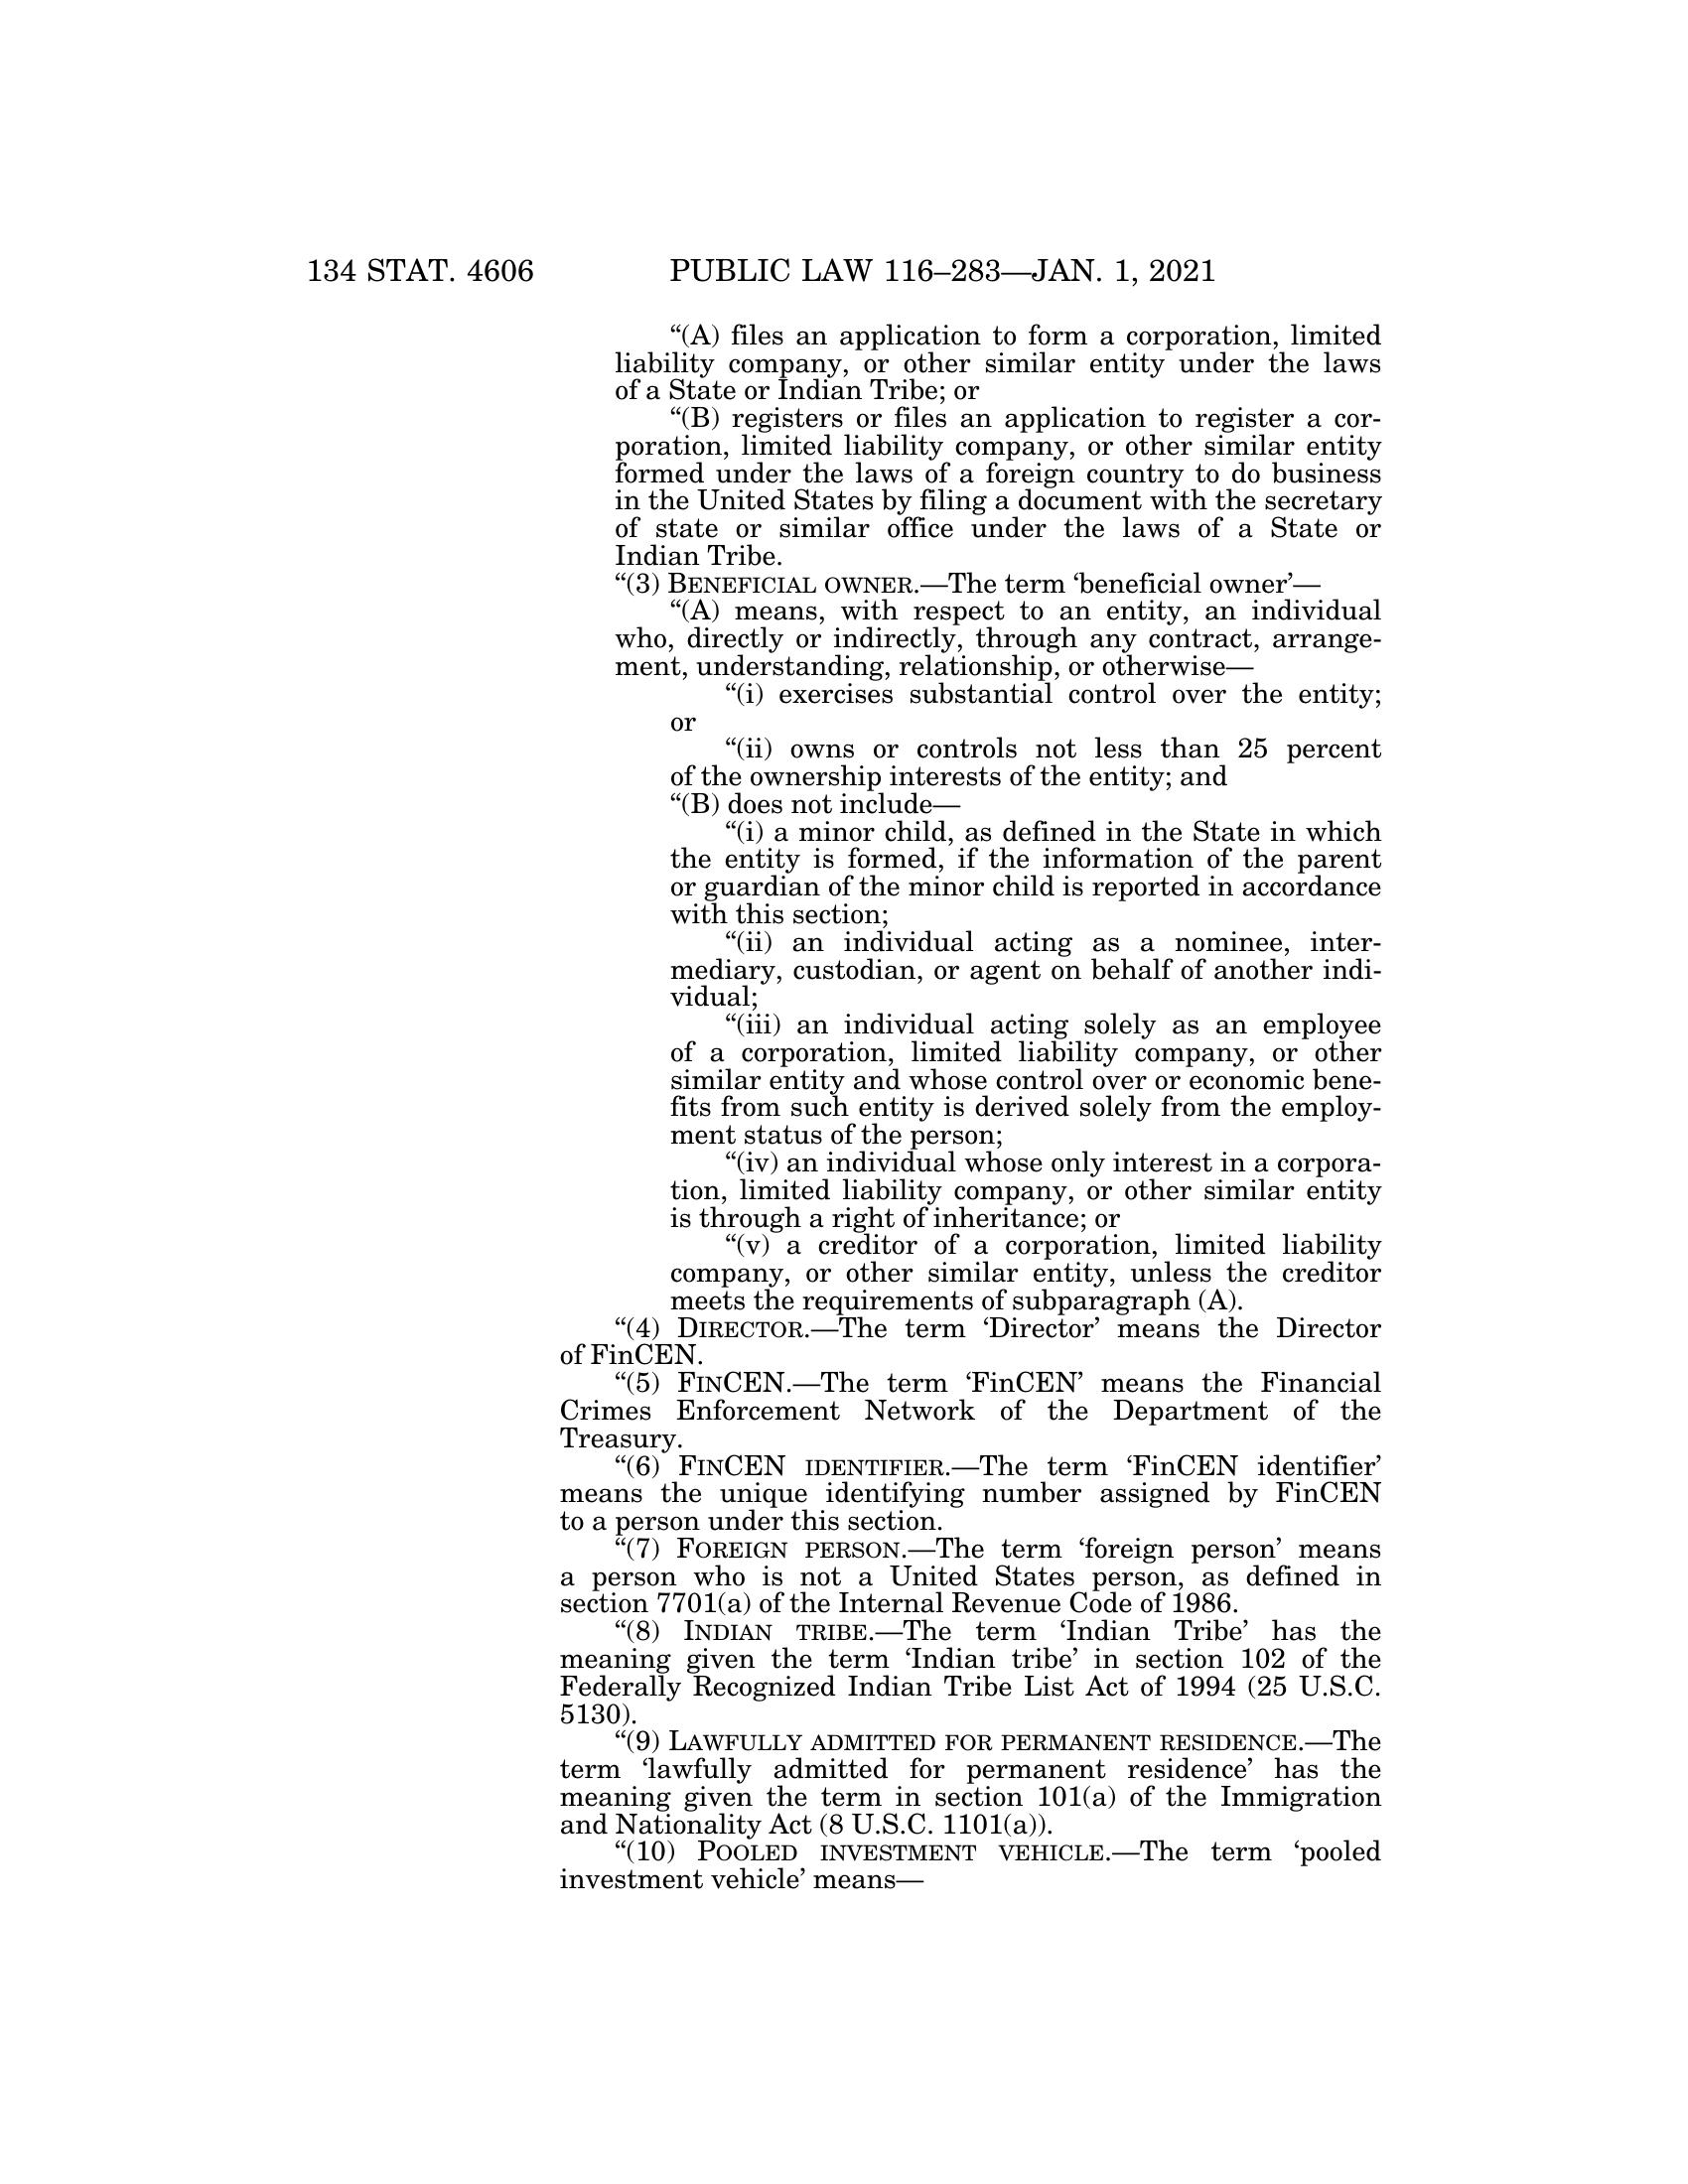 134 STAT. 4606 PUBLIC LAW 116–283—JAN. 1, 2021
“(A) files an application to form a corporation, limited
liability company, or other similar entity under the laws
of a State or Indian Tribe; or
“(B) registers or files an application to register a cor-
poration, limited liability company, or other similar entity
formed under the laws of a foreign country to do business
in the United States by filing a document with the secretary
of state or similar office under the laws of a State or
Indian Tribe.
“(3) BENEFICIAL OWNER.—The term ‘beneficial owner’—
“(A) means, with respect to an entity, an individual
who, directly or indirectly, through any contract, arrange-
ment, understanding, relationship, or otherwise—
“(i) exercises substantial control over the entity;
or
“(ii) owns or controls not less than 25 percent
of the ownership interests of the entity; and
“(B) does not include—
“(i) a minor child, as defined in the State in which
the entity is formed, if the information of the parent
or guardian of the minor child is reported in accordance
with this section;
“(ii) an individual acting as a nominee, inter-
mediary, custodian, or agent on behalf of another indi-
vidual;
“(iii) an individual acting solely as an employee
of a corporation, limited liability company, or other
similar entity and whose control over or economic bene-
fits from such entity is derived solely from the employ-
ment status of the person;
“(iv) an individual whose only interest in a corpora-
tion, limited liability company, or other similar entity
is through a right of inheritance; or
“(v) a creditor of a corporation, limited liability
company, or other similar entity, unless the creditor
meets the requirements of subparagraph (A).
“(4) DIRECTOR.—The term ‘Director’ means the Director
of FinCEN.
“(5) FINCEN.—The term ‘FinCEN’ means the Financial
Crimes Enforcement Network of the Department of the
Treasury.
“(6) FINCEN IDENTIFIER.—The term ‘FinCEN identifier’
means the unique identifying number assigned by FinCEN
to a person under this section.
“(7) FOREIGN PERSON.—The term ‘foreign person’ means
a person who is not a United States person, as defined in
section 7701(a) of the Internal Revenue Code of 1986.
“(8) INDIAN TRIBE.—The term ‘Indian Tribe’ has the
meaning given the term ‘Indian tribe’ in section 102 of the
Federally Recognized Indian Tribe List Act of 1994 (25 U.S.C.
5130).
“(9) LAWFULLY ADMITTED FOR PERMANENT RESIDENCE.—The
term ‘lawfully admitted for permanent residence’ has the
meaning given the term in section 101(a) of the Immigration
and Nationality Act (8 U.S.C. 1101(a)).
“(10) POOLED INVESTMENT VEHICLE.—The term ‘pooled
investment vehicle’ means—